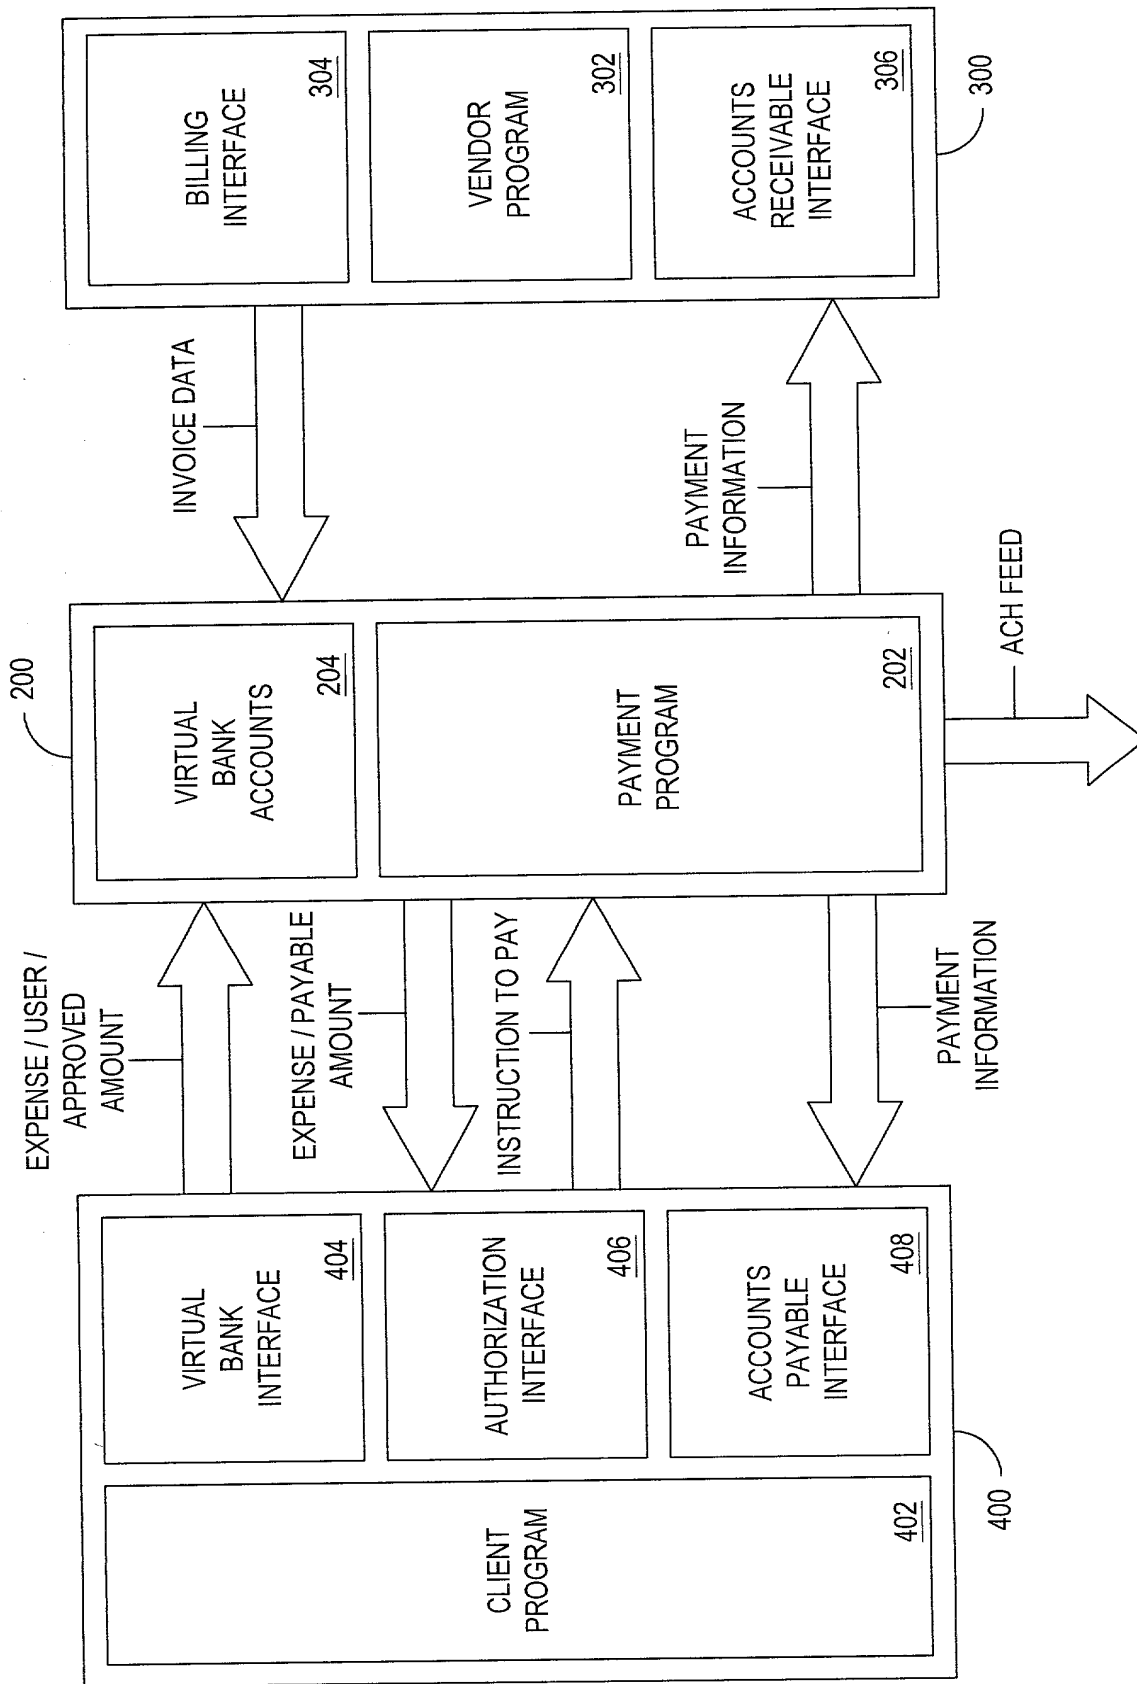 CLIENT
PROGRAM
402
VIRTUAL
BANK
INTERFACE
404
AUTHORIZATION
INTERFACE
406
ACCOUNTS
PAYABLE
INTERFACE
408
400
EXPENSE / USER /
APPROVED
AMOUNT
EXPENSE / PAYABLE
AMOUNT
INSTRUCTION TO PAY
PAYMENT
INFORMATION
200
VIRTUAL
BANK
ACCOUNTS
204
PAYMENT
PROGRAM
202
ACH FEED
INVOICE DATA
PAYMENT
INFORMATION
BILLING
INTERFACE
304
VENDOR
PROGRAM
302
ACCOUNTS
RECEIVABLE
INTERFACE
306
300